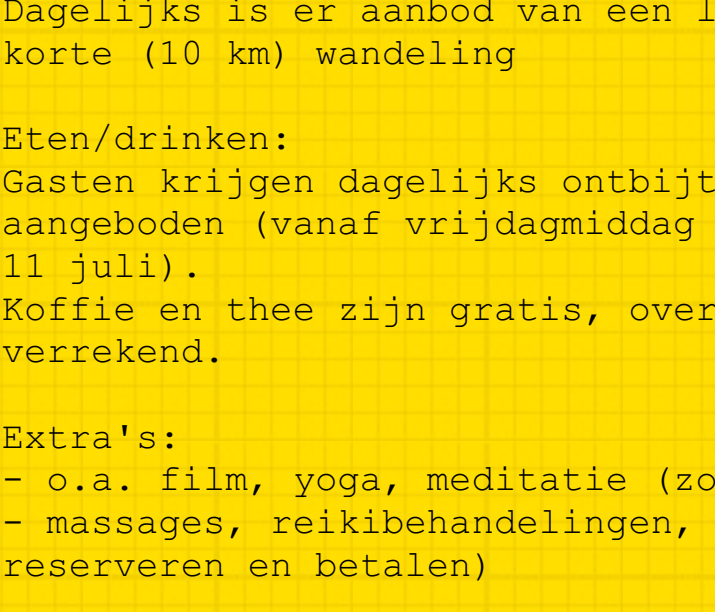 Dagelijks is er aanbod van een
korte (10 km) wandeling
Eten/drinken:
Gasten krijgen dagelijks ontbijt
aangeboden (vanaf vrijdagmiddag
11 juli).
Koffie en thee zijn gratis, over
verrekend.
Extra's:
- o.a. film, yoga, meditatie (zo
- massages, reikibehandelingen,
reserveren en betalen)